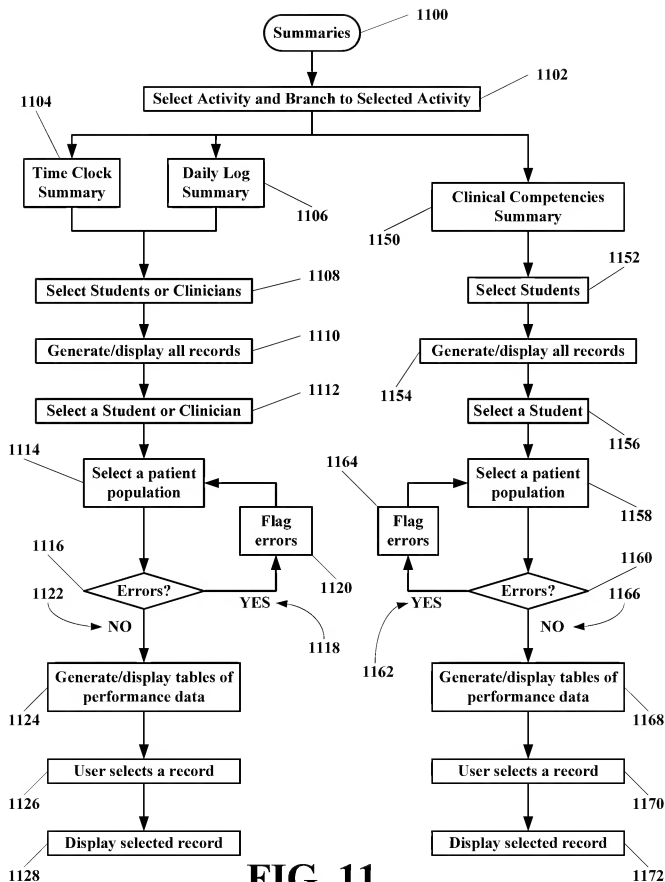 1100
Summaries
1102
Select Activity and Branch to Selected Activity
1104
Time Clock
Summary
Daily Log
Summary
1106
Clinical Competencies
Summary
1150
1108
Select Students or Clinicians
1152
Select Students
1110
Generate/display all records
Generate/display all records
1154
1112
Select a Student or Clinician
Select a Student
1156
1114
Select a patient
population
1164
Select a patient
population
1158
Flag
errors
1120
Flag
errors
1116
Errors?
1160
Errors?
1122
NO
YES
1118
YES
1162
NO
1166
Generate/display tables of
performance data
1124
Generate/display tables of
performance data
1168
User selects a record
1126
User selects a record
1170
Display selected record
1128
Display selected record
1172
FIG. 11